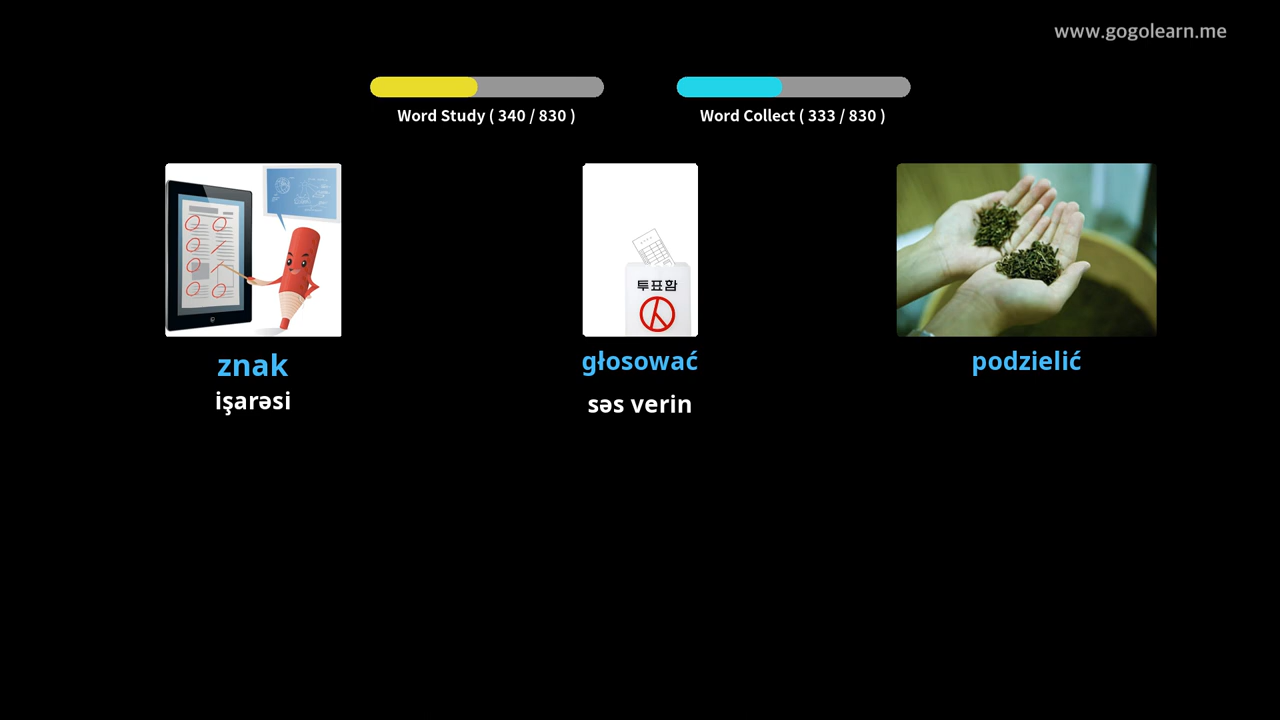 www.gogolearn.me
Word Study ( 340 / 830 )
Word Collect ( 333 / 830 )
투표함
znak
głosować
podzielić
işarəsi
səs verin